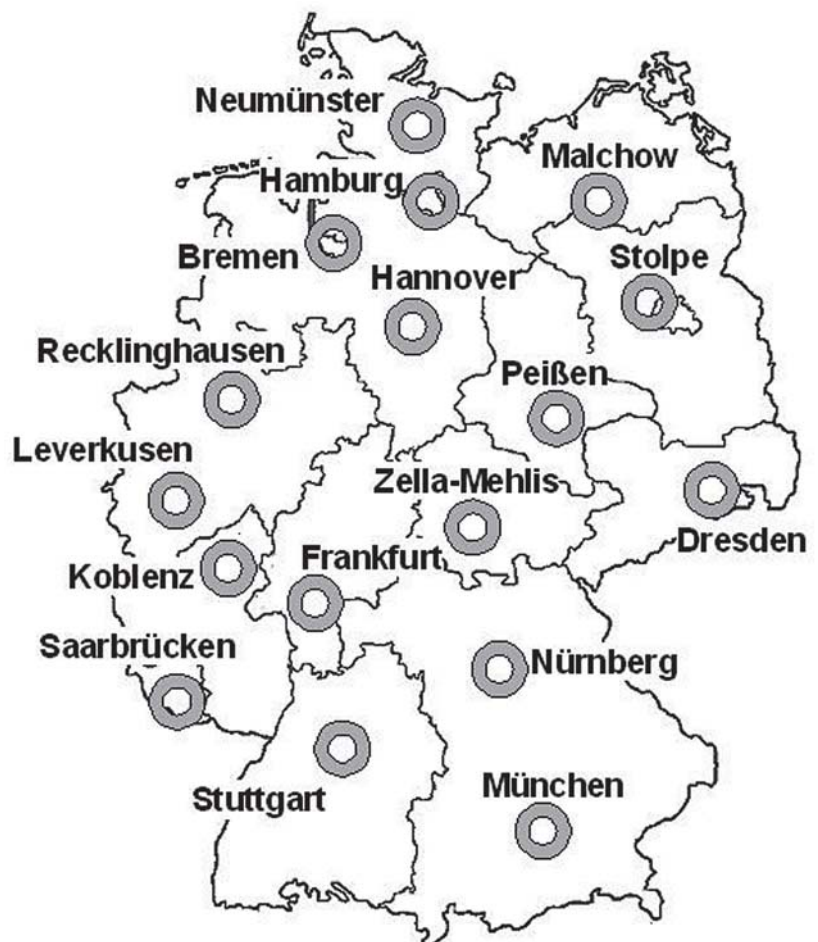 Neumünster
Malchow
Hamburg
Bremen
Stolpe
Hannover
Recklinghausen
Peißen
Leverkusen
Zella-Mehlis
Dresden
Frankfurt
Koblenz
Saarbrücken
Nürnberg
Stuttgart
München